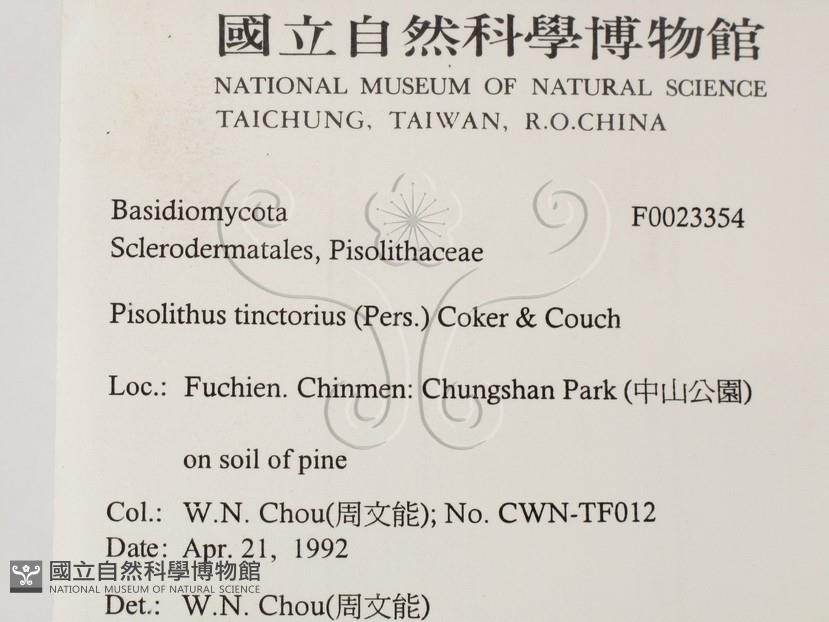 國立自然科學博物館
NATIONAL MUSEUM OF NATURAL SCIENCE
TAICHUNG, TAIWAN, R.O.CHINA
Basidiomycota F0023354
Sclerodermatales, Pisolithaceae
Pisolithus tinctorius (Pers.) Coker & Couch
Loc.: Fuchien. Chinmen: Chungshan Park (中山公園)
on soil of pine
Col.: W.N. Chou(周文能); No. CWN-TF012
Date: Apr. 21, 1992
國立自然科學博物館
NATIONAL MUSEUM OF NATURAL SCIENCE
Det.: W.N. Chou(周文能)